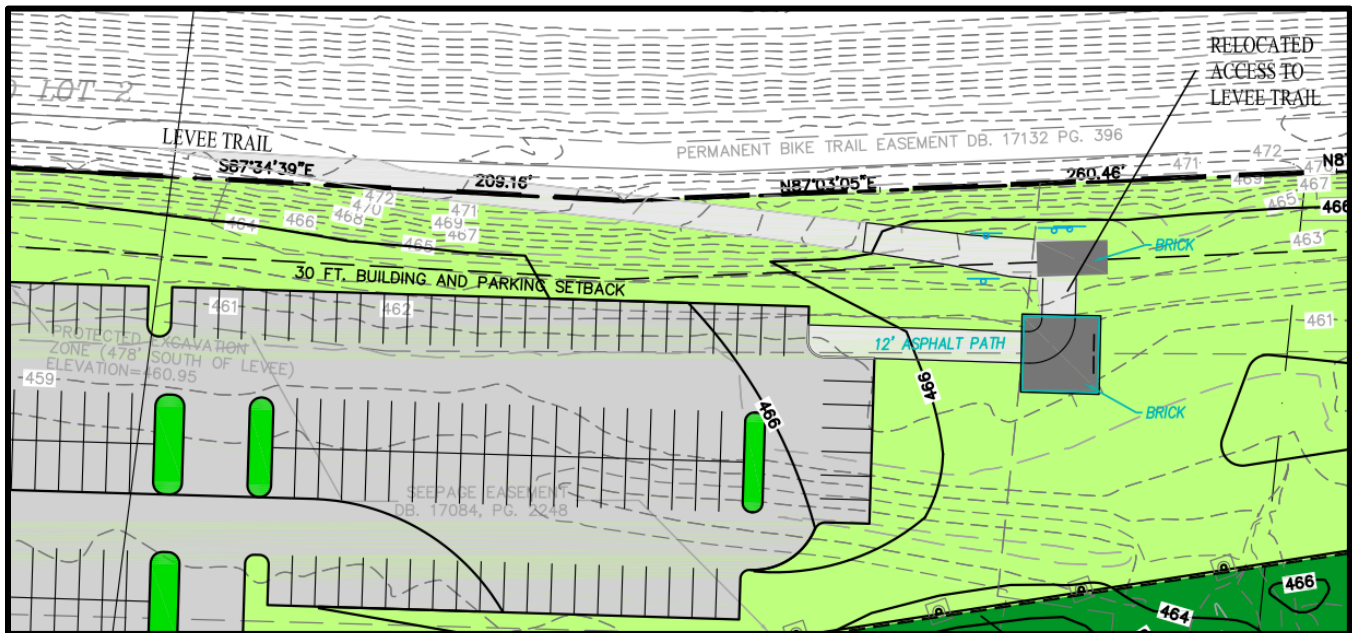 RELOCATED
ACCESS TO
LEVEE TRAIL
LOT 2
LEVEE TRAIL
PERMANENT BIKE TRAIL EASEMENT DB. 17132 PG. 396
S67°34'39"E
209.16'
N87°03'05"E
260.46'
471
472
470
N87
469
467
465
466
463
472
470
468
466
464
471
469
467
465
BRICK
30 FT. BUILDING AND PARKING SETBACK
461
462
461
PROTECTED EXCAVATION
ZONE (478' SOUTH OF LEVEE)
ELEVATION=460.95
459
12' ASPHALT PATH
466
466
BRICK
SEEPAGE EASEMENT
DB. 17084, PG. 2248
466
464